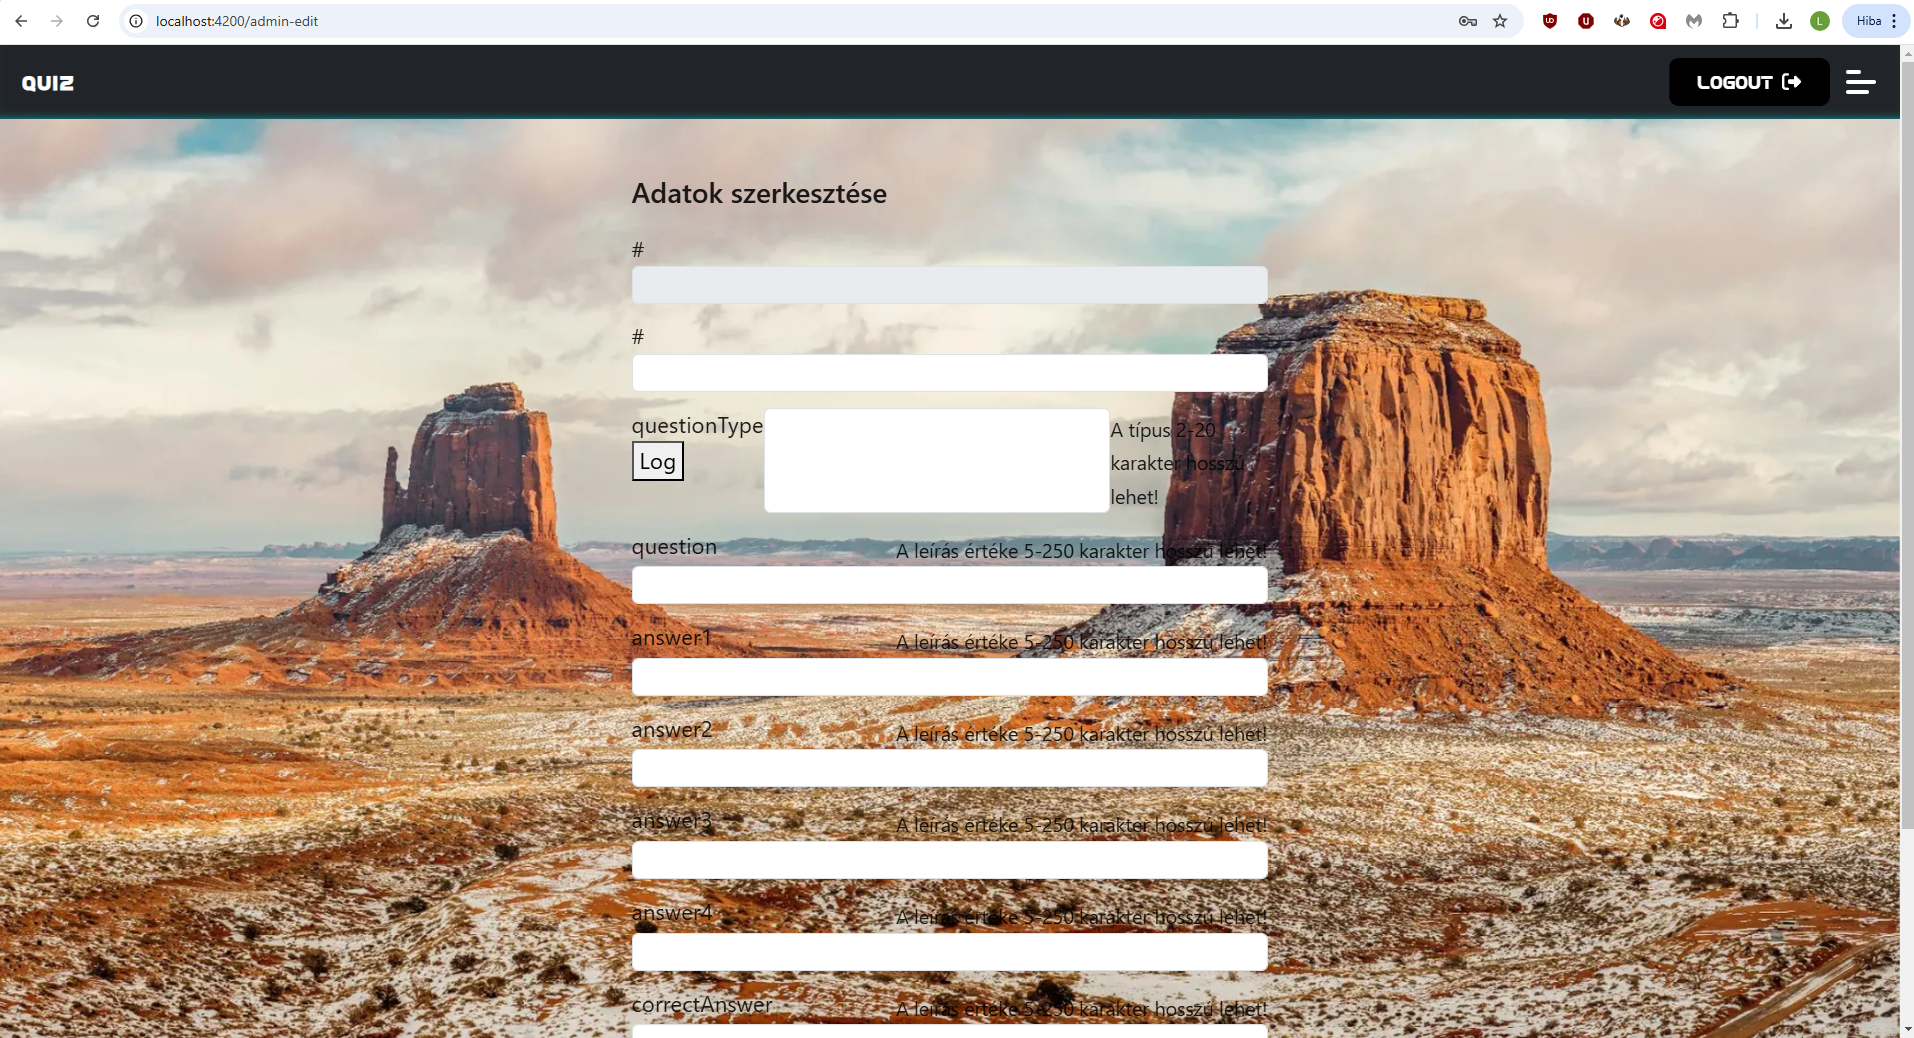 localhost:4200/admin-edit
L
Hiba
QUIZ
LOGOUT
Adatok szerkesztése
#
#
questionType
Log
A típus 2-20
karakter hosszú
lehet!
question
A leírás értéke 5-250 karakter hosszú lehet!
answer1
A leírás értéke 5-250 karakter hosszú lehet!
answer2
A leírás értéke 5-250 karakter hosszú lehet!
answer3
A leírás értéke 5-250 karakter hosszú lehet!
answer4
A leírás értéke 5-250 karakter hosszú lehet!
correctAnswer
A leírás értéke 5-250 karakter hosszú lehet!